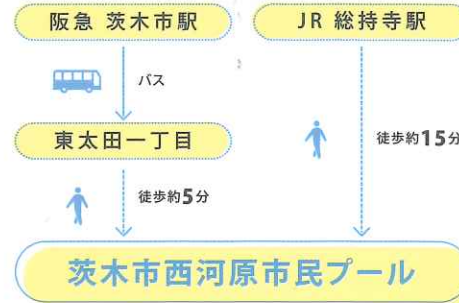 阪急 茨木市駅
JR 総持寺駅
バス
東太田一丁目
徒歩約15分
徒歩約5分
茨木市西河原市民プール